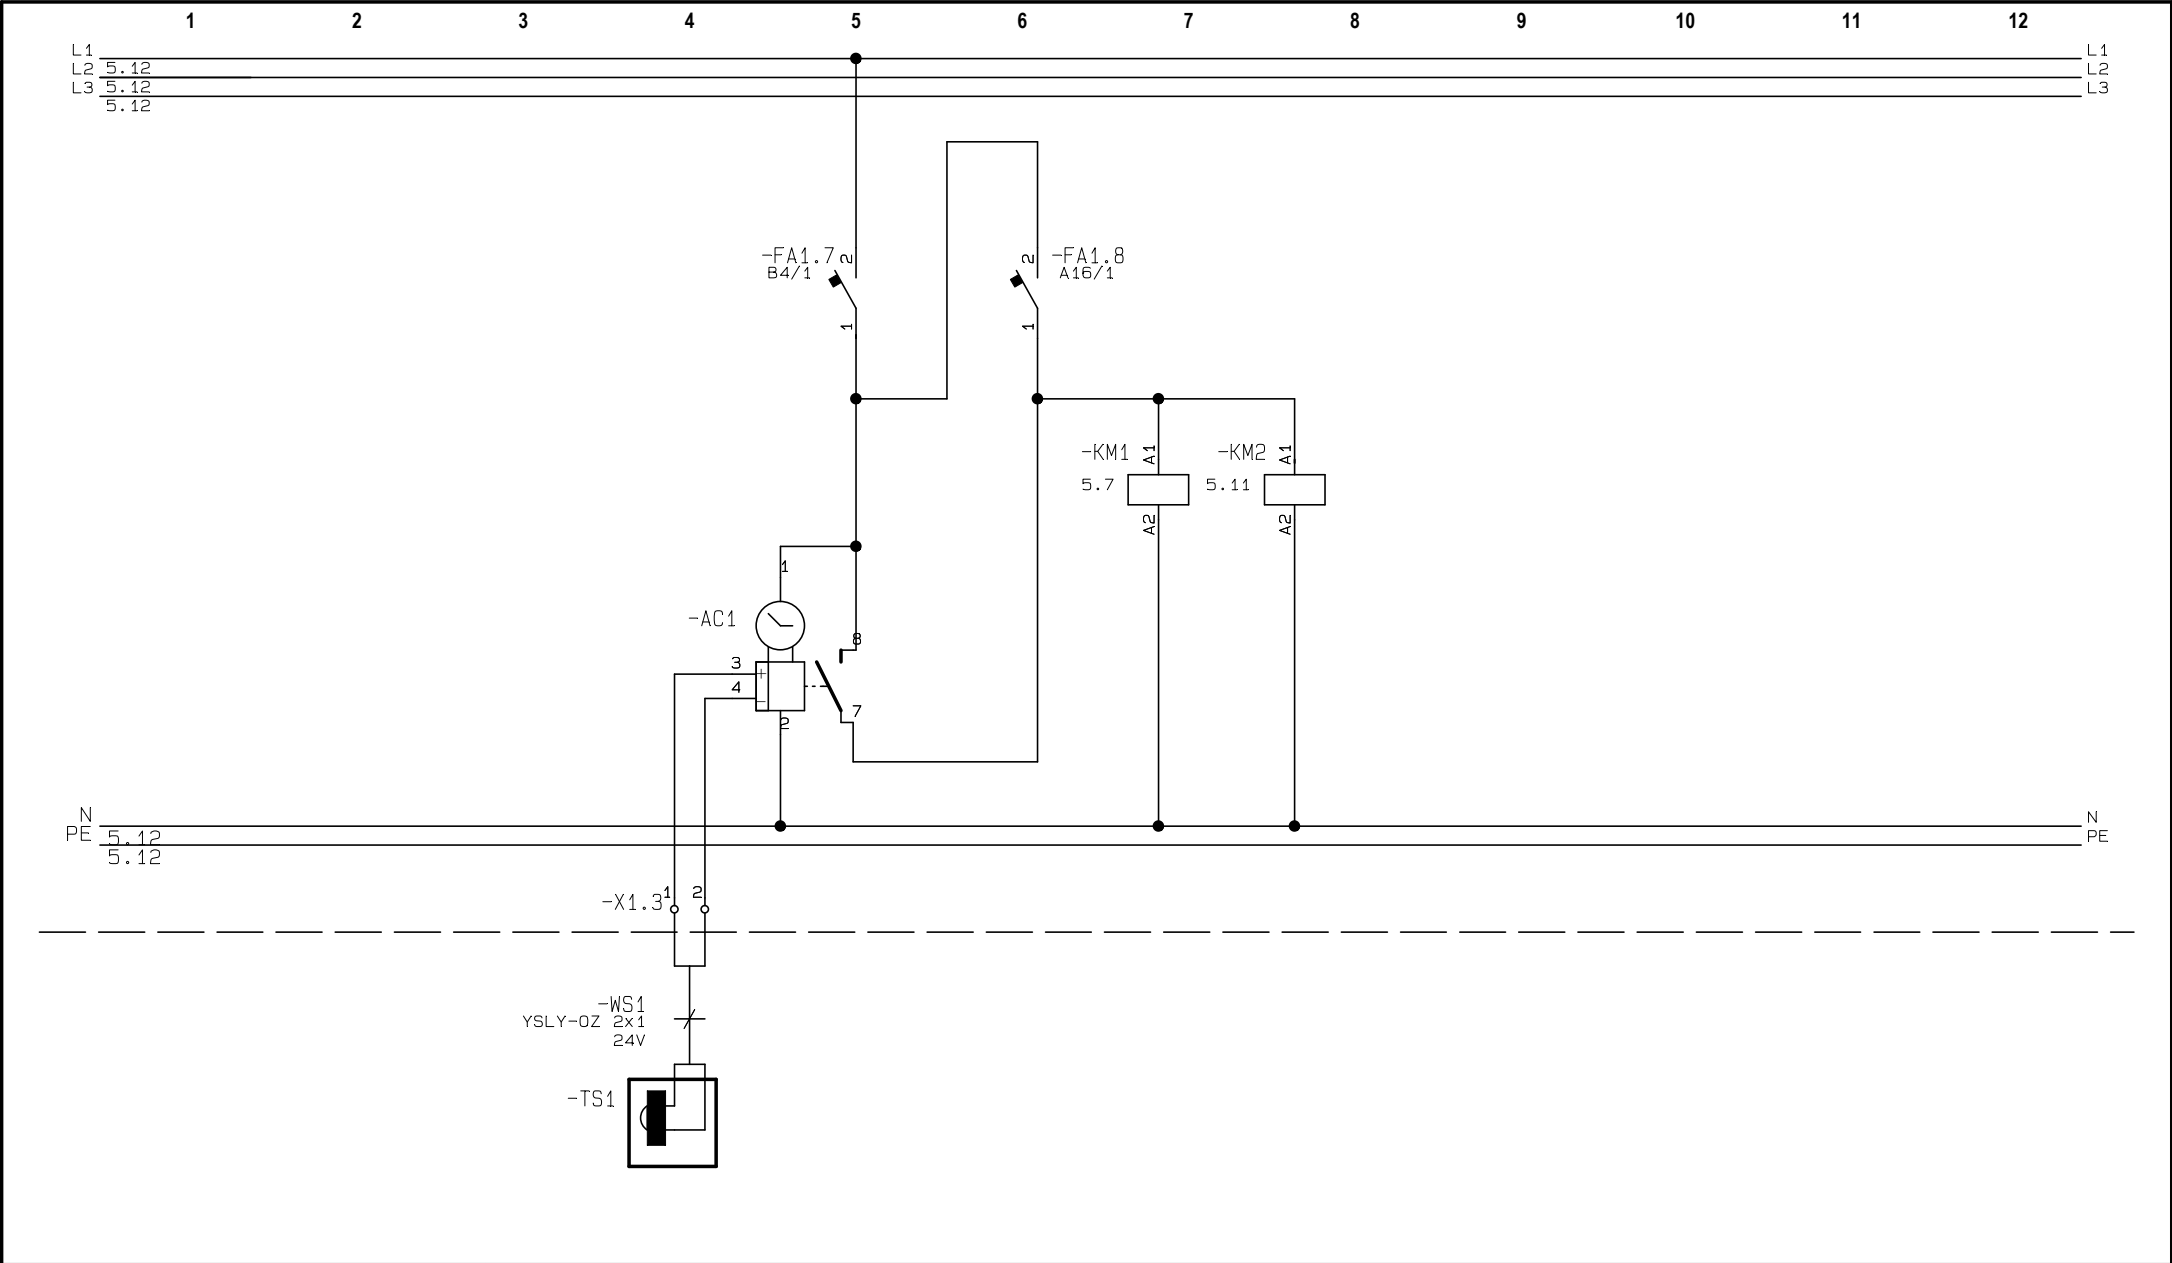 1 2 3 4 5 6 7 8 9 10 11 12
L1 L1
L2 5.12 L2
L3 5.12 L3
5.12
-FA1.7 2 2 -FA1.8
B4/1 A16/1
1 1
-KM1 A1 -KM2 A1
5.7 5.11
A2 A2
1
-AC1
8
3 +
4 -
7
2
N N
PE 5.12 PE
5.12
-X1.3 1 2
-WS1
YSLY-OZ 2x1
24V
-TS1